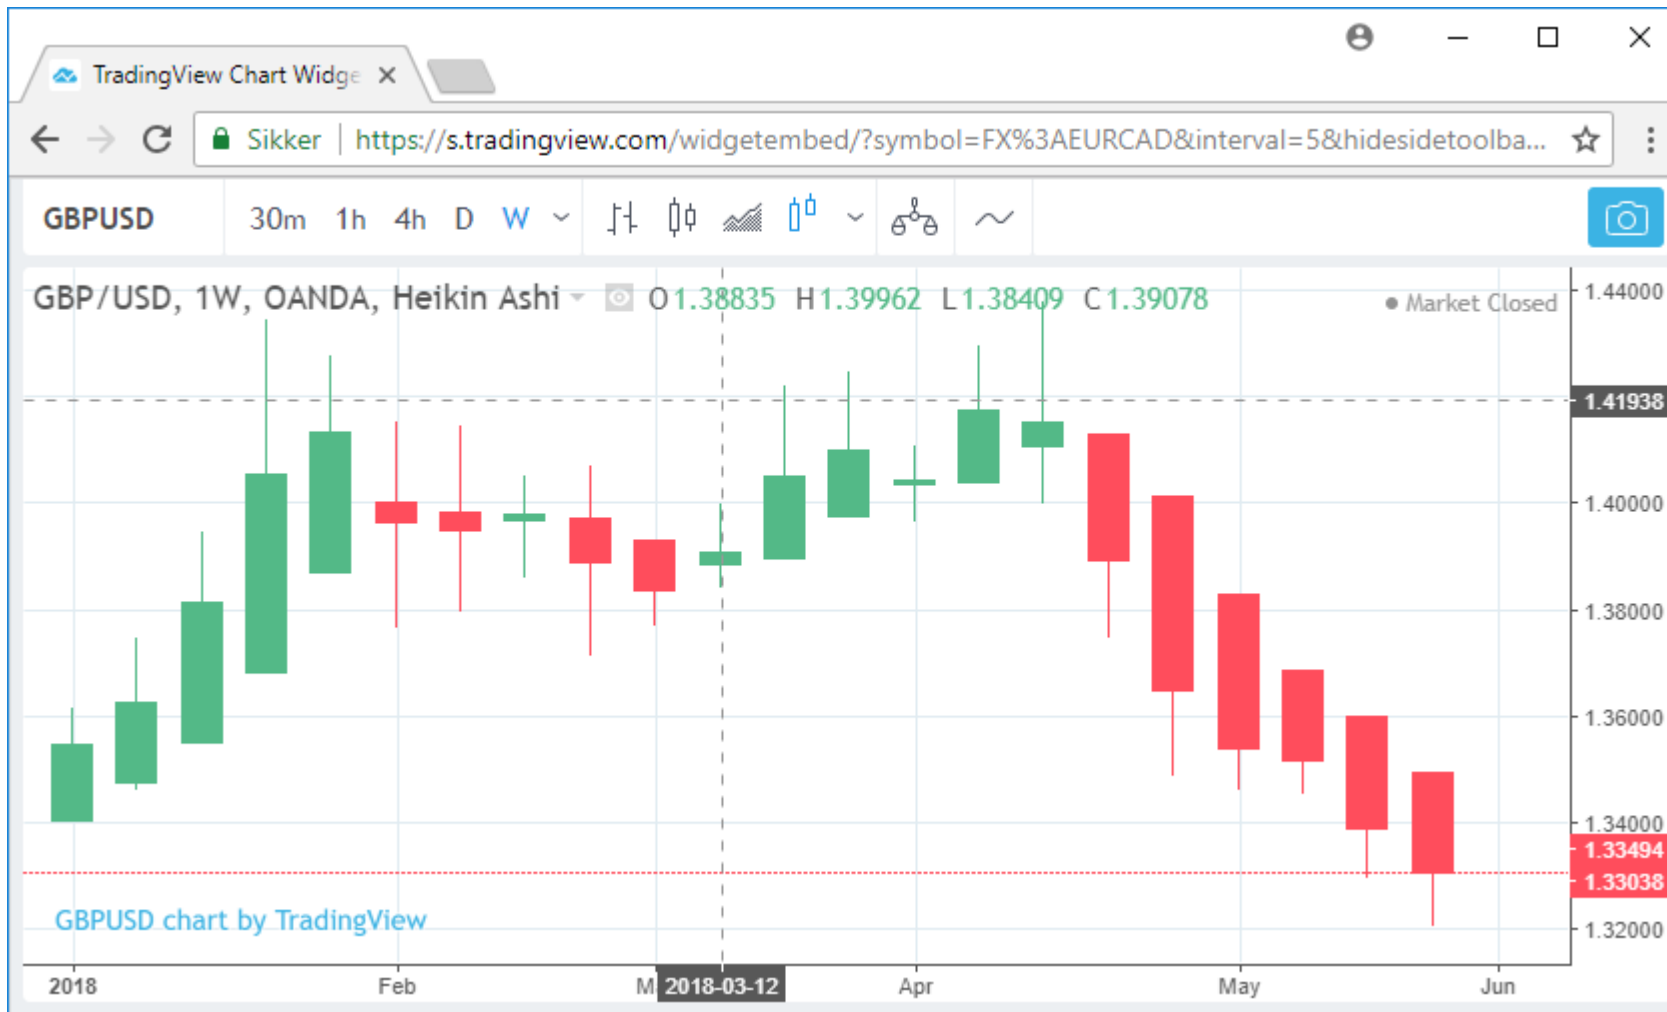 TradingView Chart Widge
Sikker https://s.tradingview.com/widgetembed/?symbol=FX%3AEURCAD&interval=5&hidesidetoolba...
GBPUSD 30m 1h 4h D W
GBP/USD, 1W, OANDA, Heikin Ashi O1.38835 H1.39962 L1.38409 C1.39078 Market Closed
1.44000
1.41938
1.40000
1.38000
1.36000
1.34000
1.33494
1.33038
1.32000
GBPUSD chart by TradingView
2018 Feb M 2018-03-12 Apr May Jun